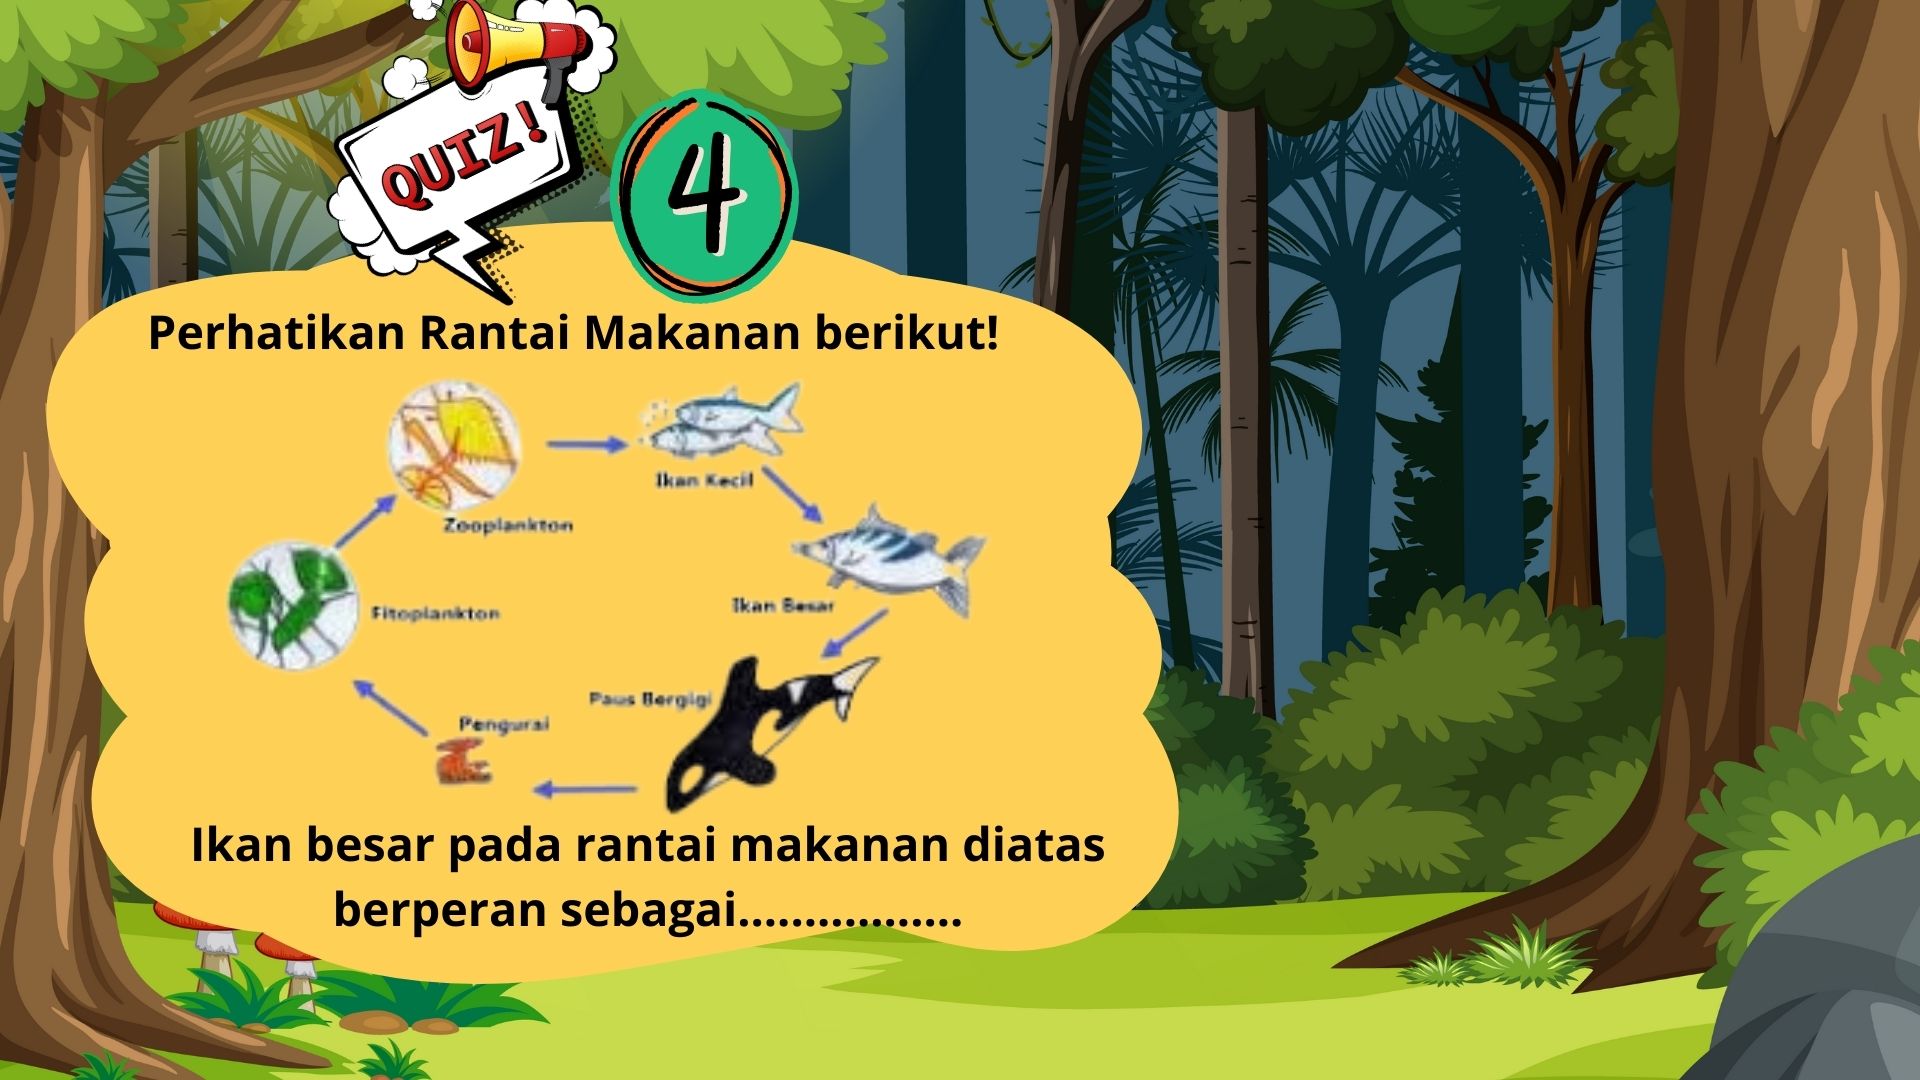 QUIZ!
4
Perhatikan Rantai Makanan berikut!
Ikan Kecil
Zooplankton
Ikan Besar
Fitoplankton
Paus Bergigi
Pengurai
Ikan besar pada rantai makanan diatas
berperan sebagai.................